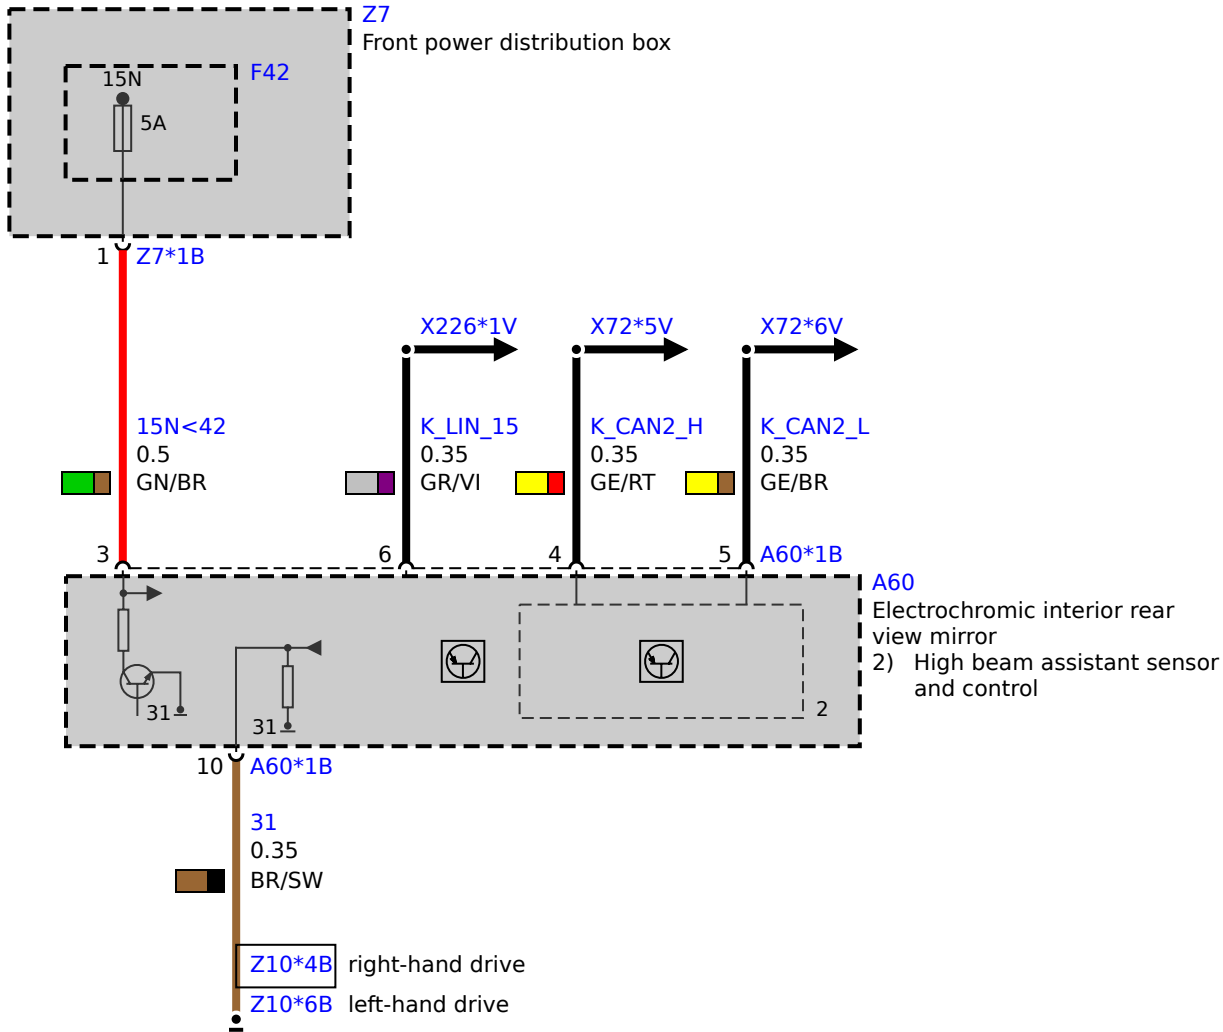 Z7
Front power distribution box
15N
F42
5A
1
Z7*1B
X226*1V
X72*5V
X72*6V
15N<42
0.5
GN/BR
K_LIN_15
0.35
GR/VI
K_CAN2_H
0.35
GE/RT
K_CAN2_L
0.35
GE/BR
3
6
4
5
A60*1B
A60
Electrochromic interior rear
view mirror
2) High beam assistant sensor
and control
31
31
2
10
A60*1B
31
0.35
BR/SW
Z10*4B right-hand drive
Z10*6B left-hand drive